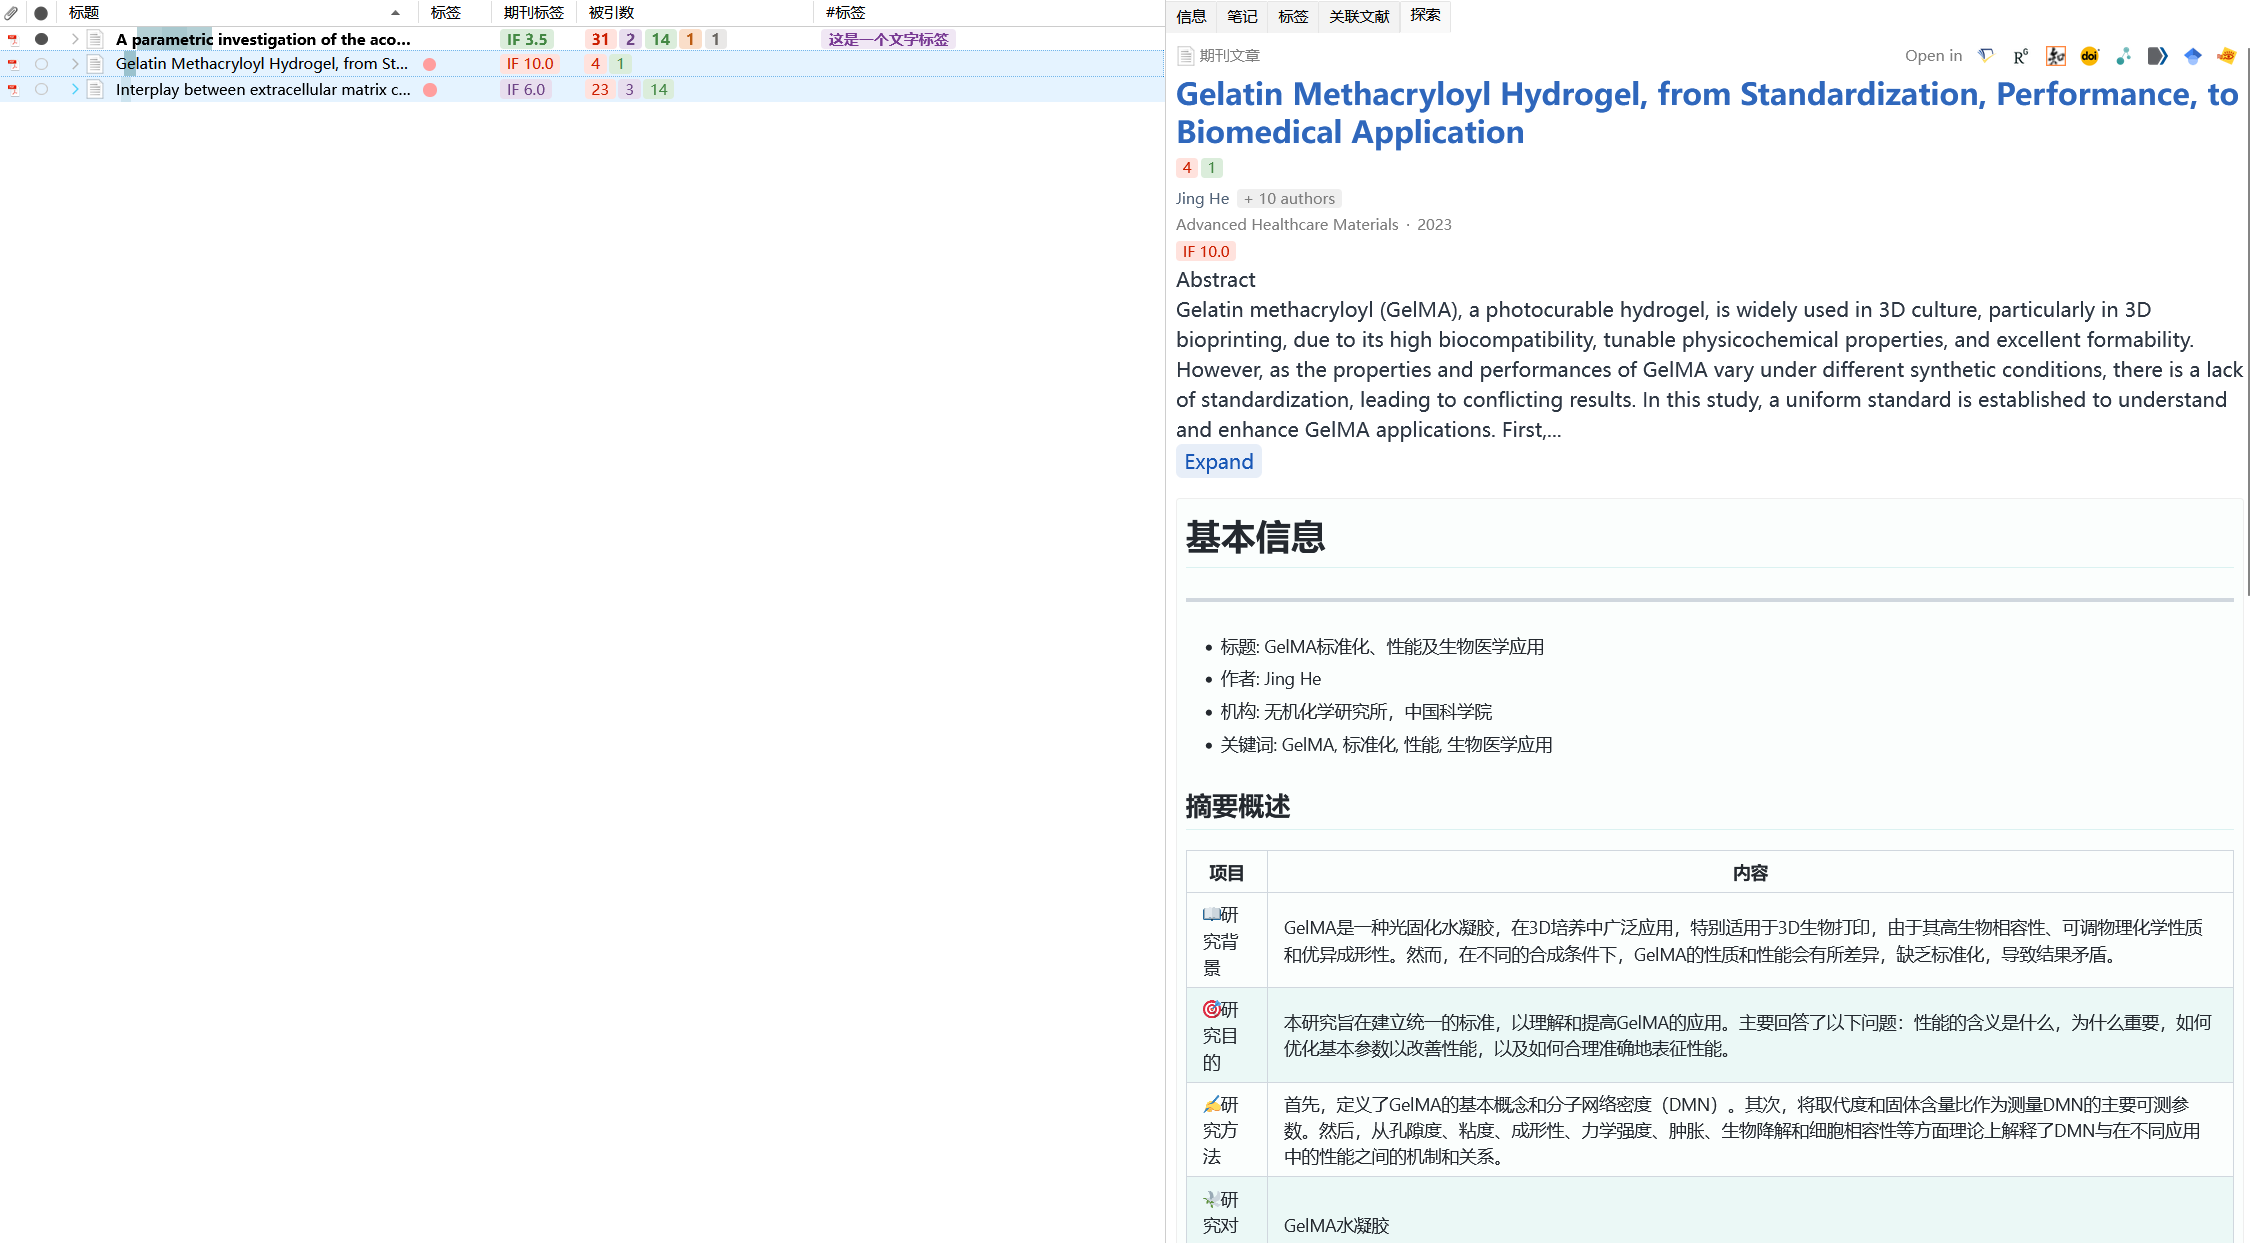 标题 标签 期刊标签 被引数 #标签
A parametric investigation of the aco... IF 3.5 31 2 14 1 1 这是一个文字标签
Gelatin Methacryloyl Hydrogel, from St... IF 10.0 4 1
Interplay between extracellular matrix c... IF 6.0 23 3 14
信息 笔记 标签 关联文献 探索
期刊文章 Open in RG 知 doi
Gelatin Methacryloyl Hydrogel, from Standardization, Performance, to
Biomedical Application
4 1
Jing He + 10 authors
Advanced Healthcare Materials · 2023
IF 10.0
Abstract
Gelatin methacryloyl (GelMA), a photocurable hydrogel, is widely used in 3D culture, particularly in 3D
bioprinting, due to its high biocompatibility, tunable physicochemical properties, and excellent formability.
However, as the properties and performances of GelMA vary under different synthetic conditions, there is a lack
of standardization, leading to conflicting results. In this study, a uniform standard is established to understand
and enhance GelMA applications. First,...
Expand
基本信息
• 标题: GelMA标准化、性能及生物医学应用
• 作者: Jing He
• 机构: 无机化学研究所，中国科学院
• 关键词: GelMA, 标准化, 性能, 生物医学应用
摘要概述
项目 内容
📖研
究背
景
GelMA是一种光固化水凝胶，在3D培养中广泛应用，特别适用于3D生物打印，由于其高生物相容性、可调物理化学性质
和优异成形性。然而，在不同的合成条件下，GelMA的性质和性能会有所差异，缺乏标准化，导致结果矛盾。
🎯研
究目
的
本研究旨在建立统一的标准，以理解和提高GelMA的应用。主要回答了以下问题：性能的含义是什么，为什么重要，如何
优化基本参数以改善性能，以及如何合理准确地表征性能。
✍️研
究方
法
首先，定义了GelMA的基本概念和分子网络密度（DMN）。其次，将取代度和固体含量比作为测量DMN的主要可测参
数。然后，从孔隙度、粘度、成形性、力学强度、肿胀、生物降解和细胞相容性等方面理论上解释了DMN与在不同应用
中的性能之间的机制和关系。
🕊️研
究对
GelMA水凝胶